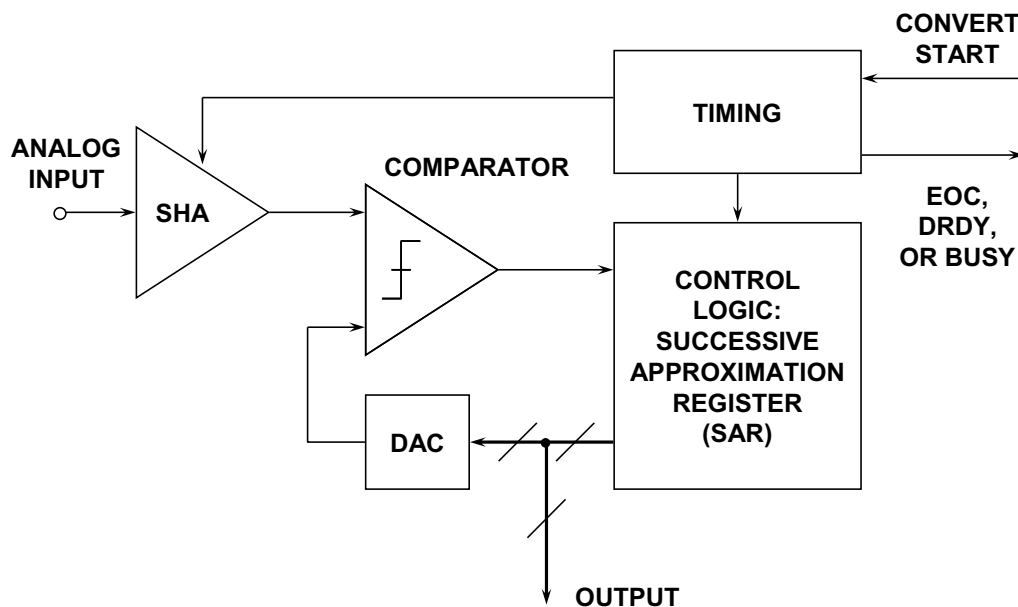 CONVERT
START
TIMING
ANALOG
INPUT
COMPARATOR
SHA
EOC,
DRDY,
OR BUSY
CONTROL
LOGIC:
SUCCESSIVE
APPROXIMATION
REGISTER
(SAR)
DAC
OUTPUT